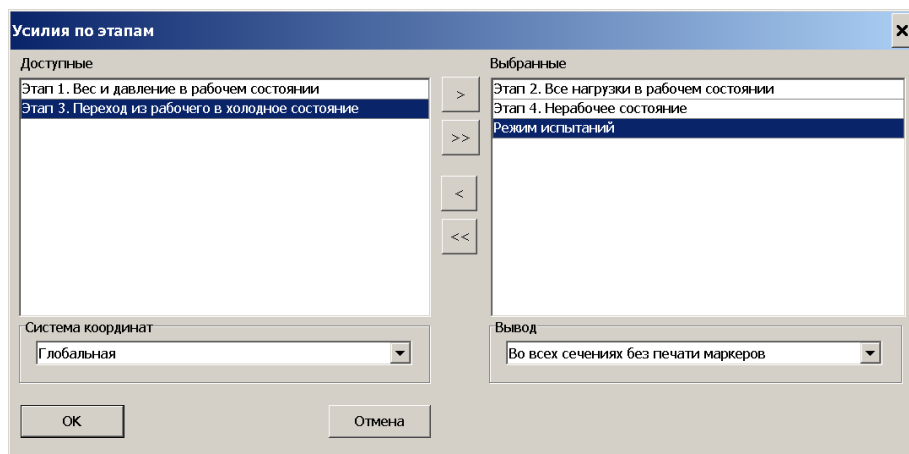 Усилия по этапам
Доступные
Выбранные
Этап 1. Вес и давление в рабочем состоянии
Этап 3. Переход из рабочего в холодное состояние
>
>>
<
<<
Этап 2. Все нагрузки в рабочем состоянии
Этап 4. Нерабочее состояние
Режим испытаний
Система координат
Глобальная
Вывод
Во всех сечениях без печати маркеров
OK
Отмена